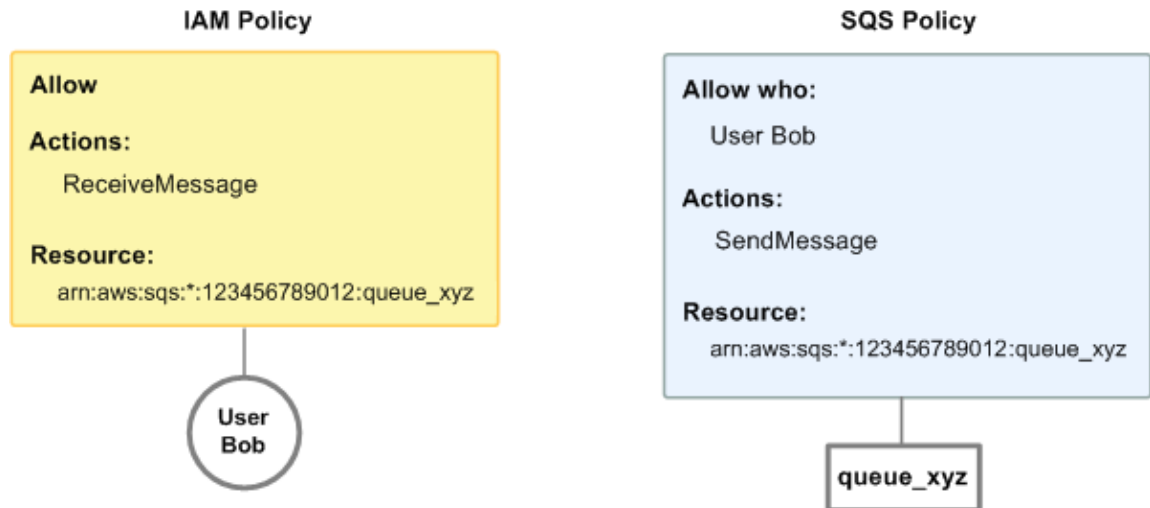 IAM Policy
Allow
Actions:
ReceiveMessage
Resource:
arn:aws:sqs:*:123456789012:queue_xyz
User
Bob
SQS Policy
Allow who:
User Bob
Actions:
SendMessage
Resource:
arn:aws:sqs:*:123456789012:queue_xyz
queue_xyz